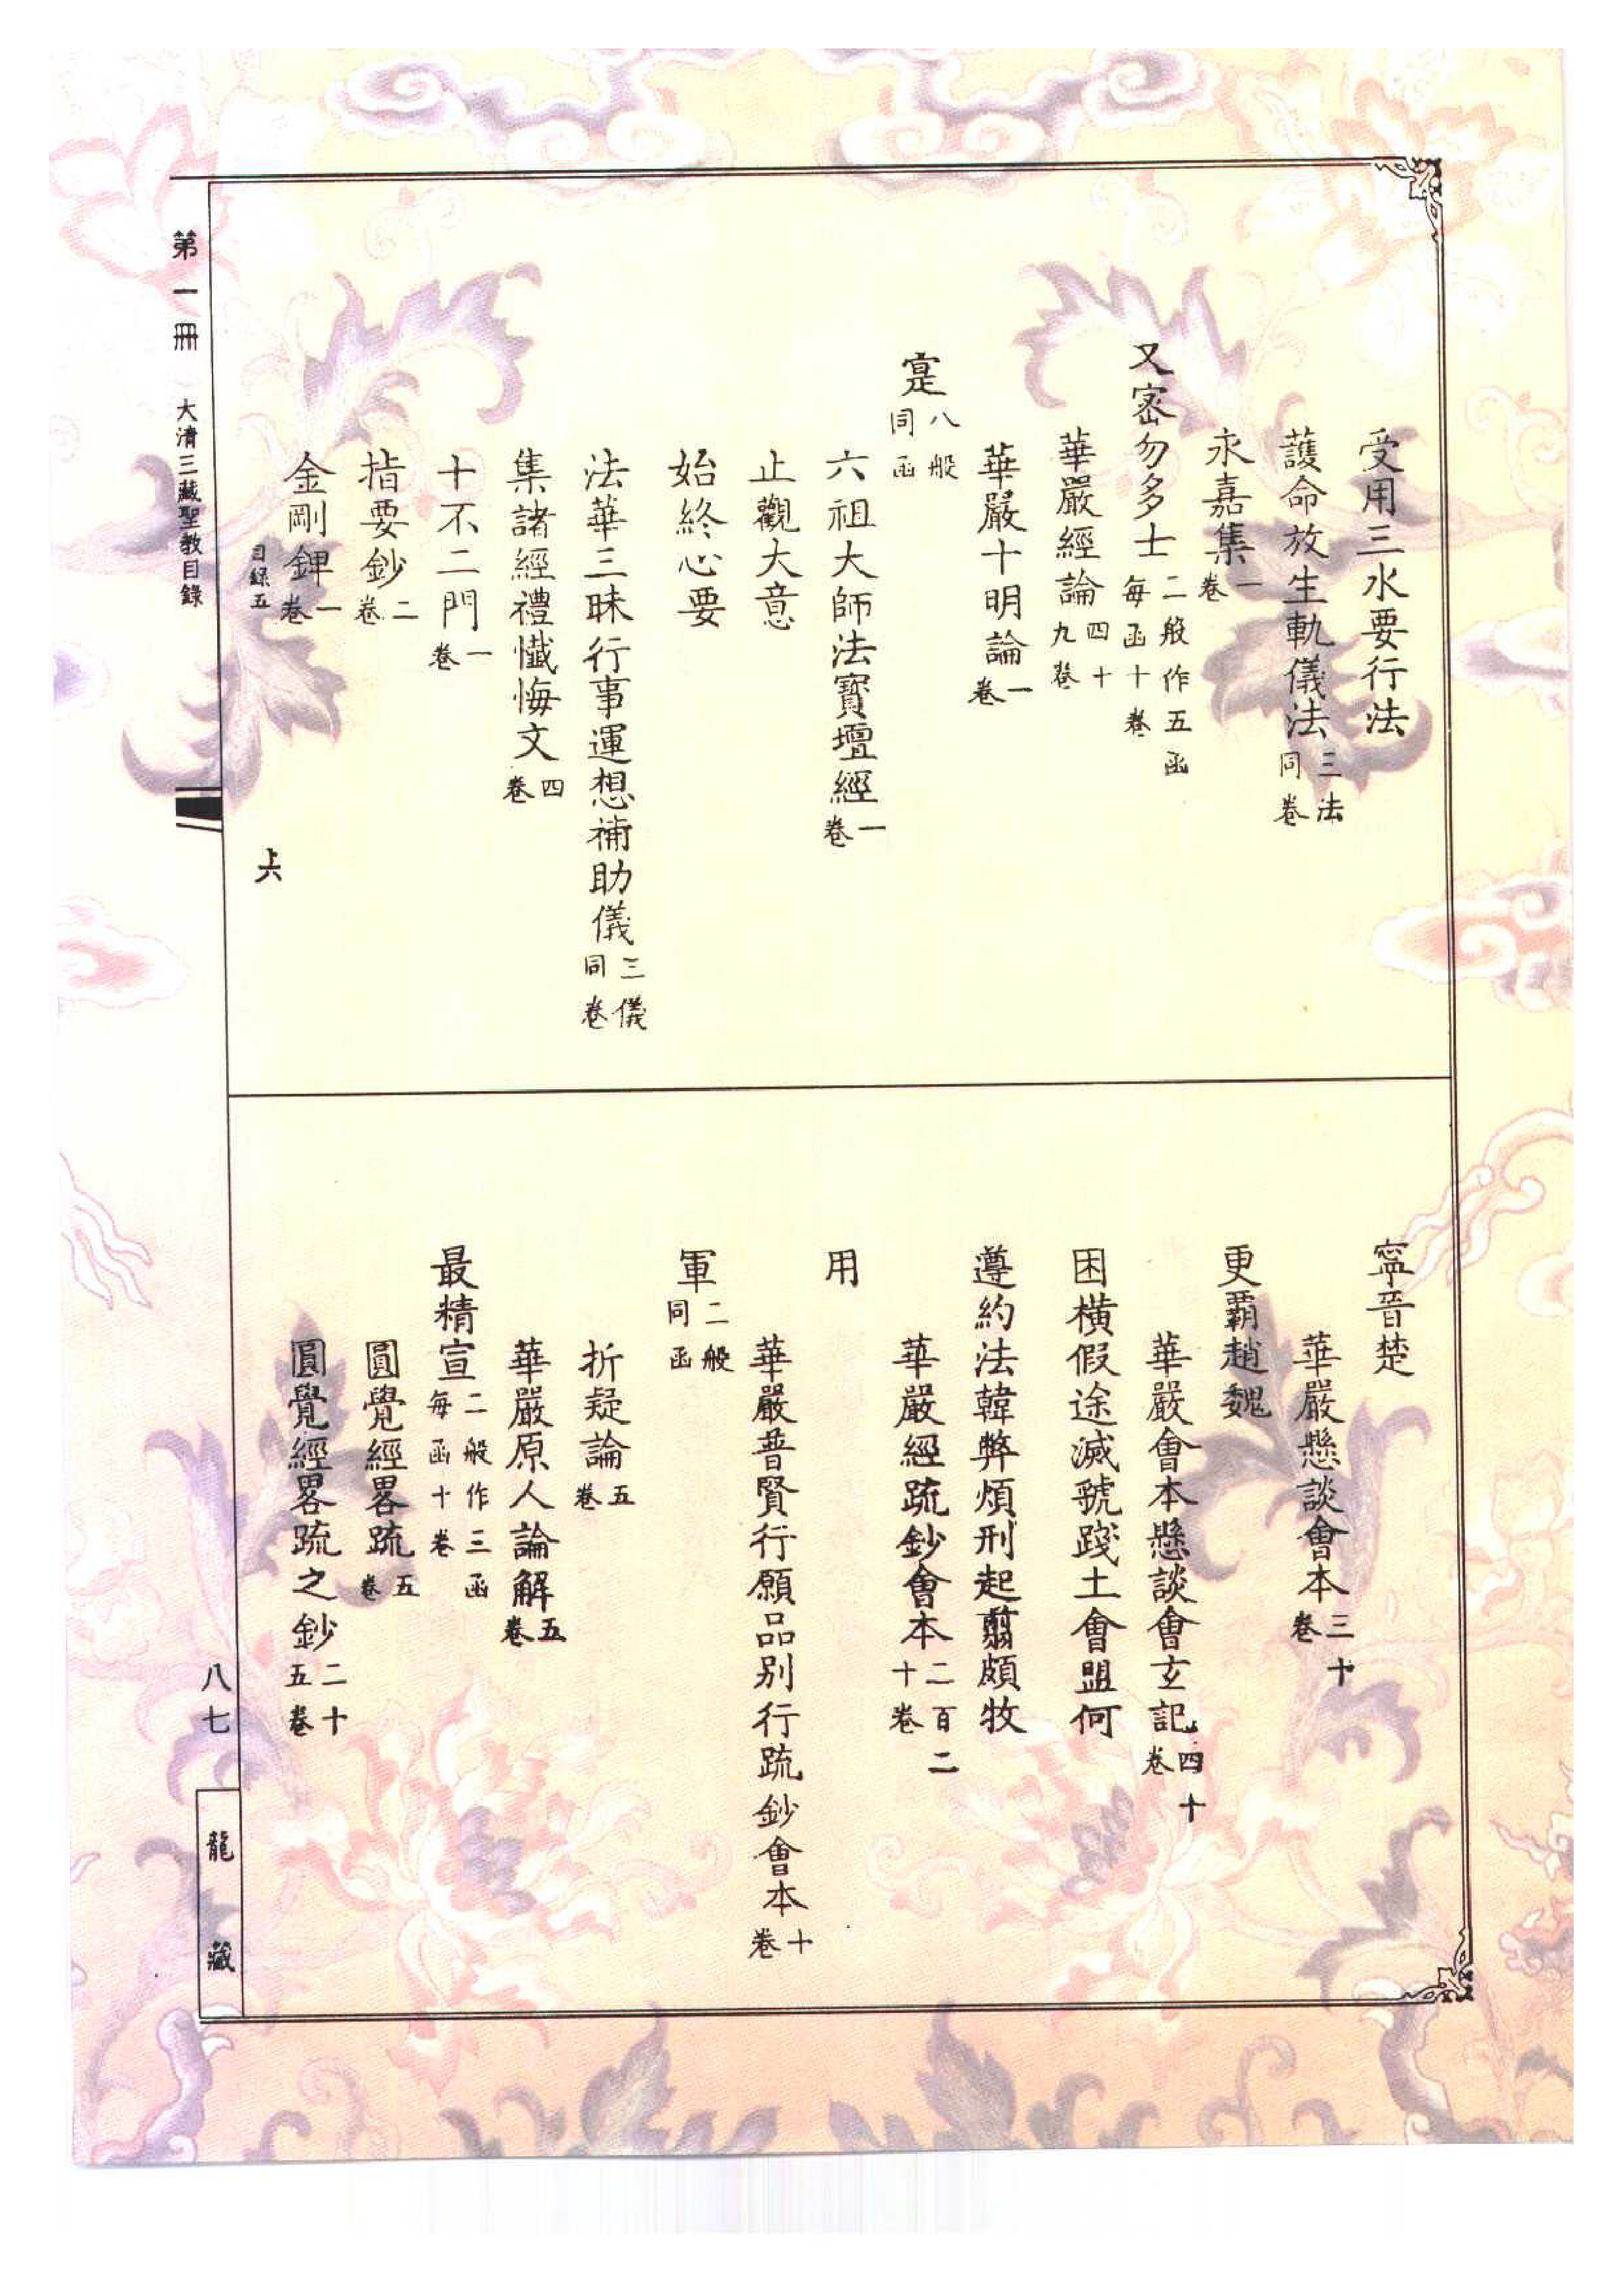 受用三水要行法
護命放生軌儀法三法同卷
永嘉集一卷
又密勿多士二般作五函每函十卷
華嚴經論四十九卷
華嚴十明論一卷
寔八般同函
六祖大師法寶壇經一卷
止觀大意
始終心要
法華三昧行事運想補助儀三儀同卷
集諸經禮懺悔文四卷
十不二門一卷
指要鈔二卷
金剛錍一卷
目録五
上六
寧晉楚
華嚴懸談會本三十卷
更霸趙魏
華嚴會本懸談會玄記四十卷
困橫假途滅虢踐土會盟何
遵約法韓弊煩刑起翦頗牧
華嚴經疏鈔會本二百二十卷
用
華嚴普賢行願品别行疏鈔會本十卷
軍二般同函
折疑論五卷
華嚴原人論解五卷
最精宣二般作三函每函十卷
圓覺經畧疏五卷
圓覺經畧疏之鈔二十五卷
第一冊
大清三藏聖教目錄
八七
龍藏